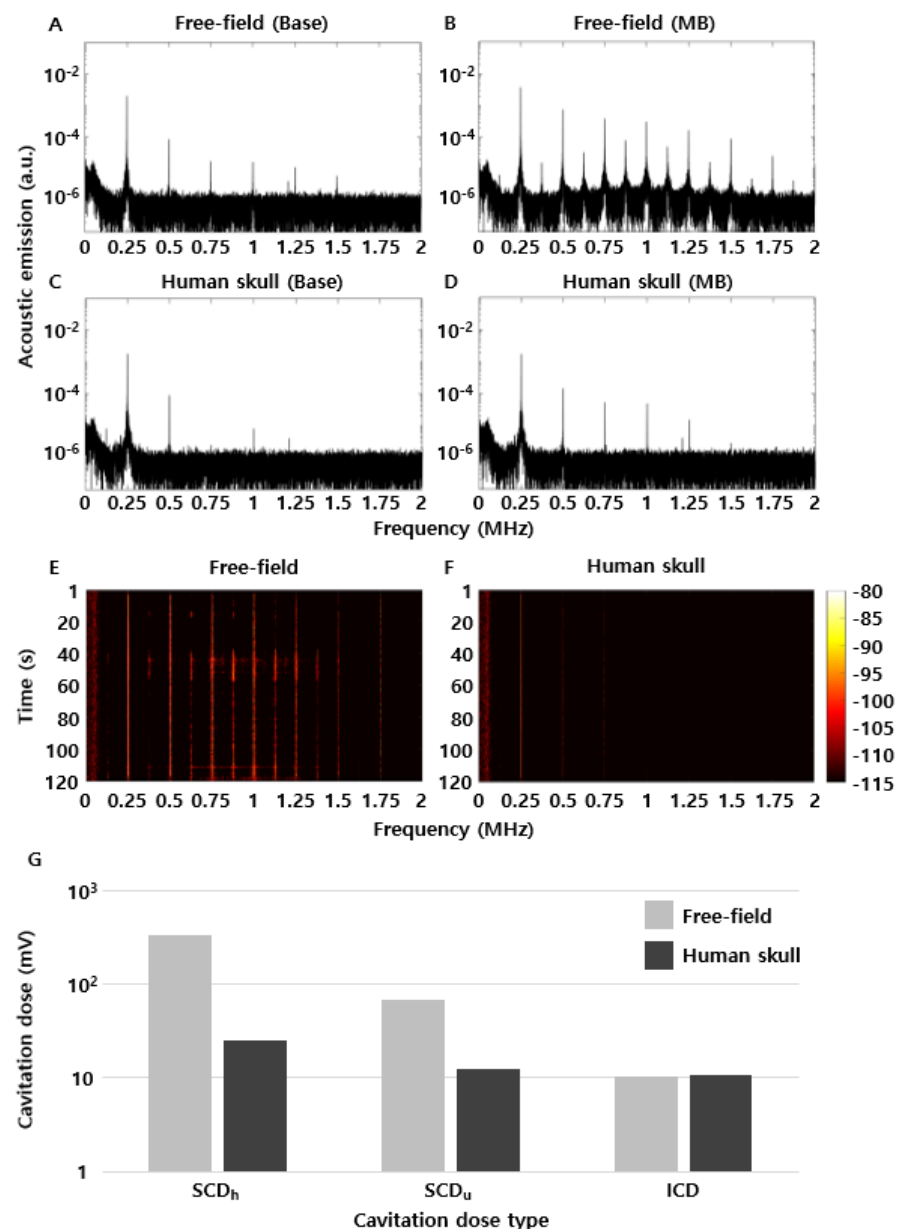 A Free-field (Base)
B Free-field (MB)
Acoustic emission (a.u.)
10-2
10-4
10-6
0 0.25 0.5 0.75 1 1.25 1.5 1.75 2
10-2
10-4
10-6
0 0.25 0.5 0.75 1 1.25 1.5 1.75 2
C Human skull (Base)
D Human skull (MB)
10-2
10-4
10-6
0 0.25 0.5 0.75 1 1.25 1.5 1.75 2
10-2
10-4
10-6
0 0.25 0.5 0.75 1 1.25 1.5 1.75 2
Frequency (MHz)
E Free-field
F Human skull
Time (s)
1
20
40
60
80
100
120
0 0.25 0.5 0.75 1 1.25 1.5 1.75 2
1
20
40
60
80
100
120
0 0.25 0.5 0.75 1 1.25 1.5 1.75 2
-80
-85
-90
-95
-100
-105
-110
-115
Frequency (MHz)
G
Cavitation dose (mV)
103
102
10
1
Free-field
Human skull
SCDh SCDu ICD
Cavitation dose type